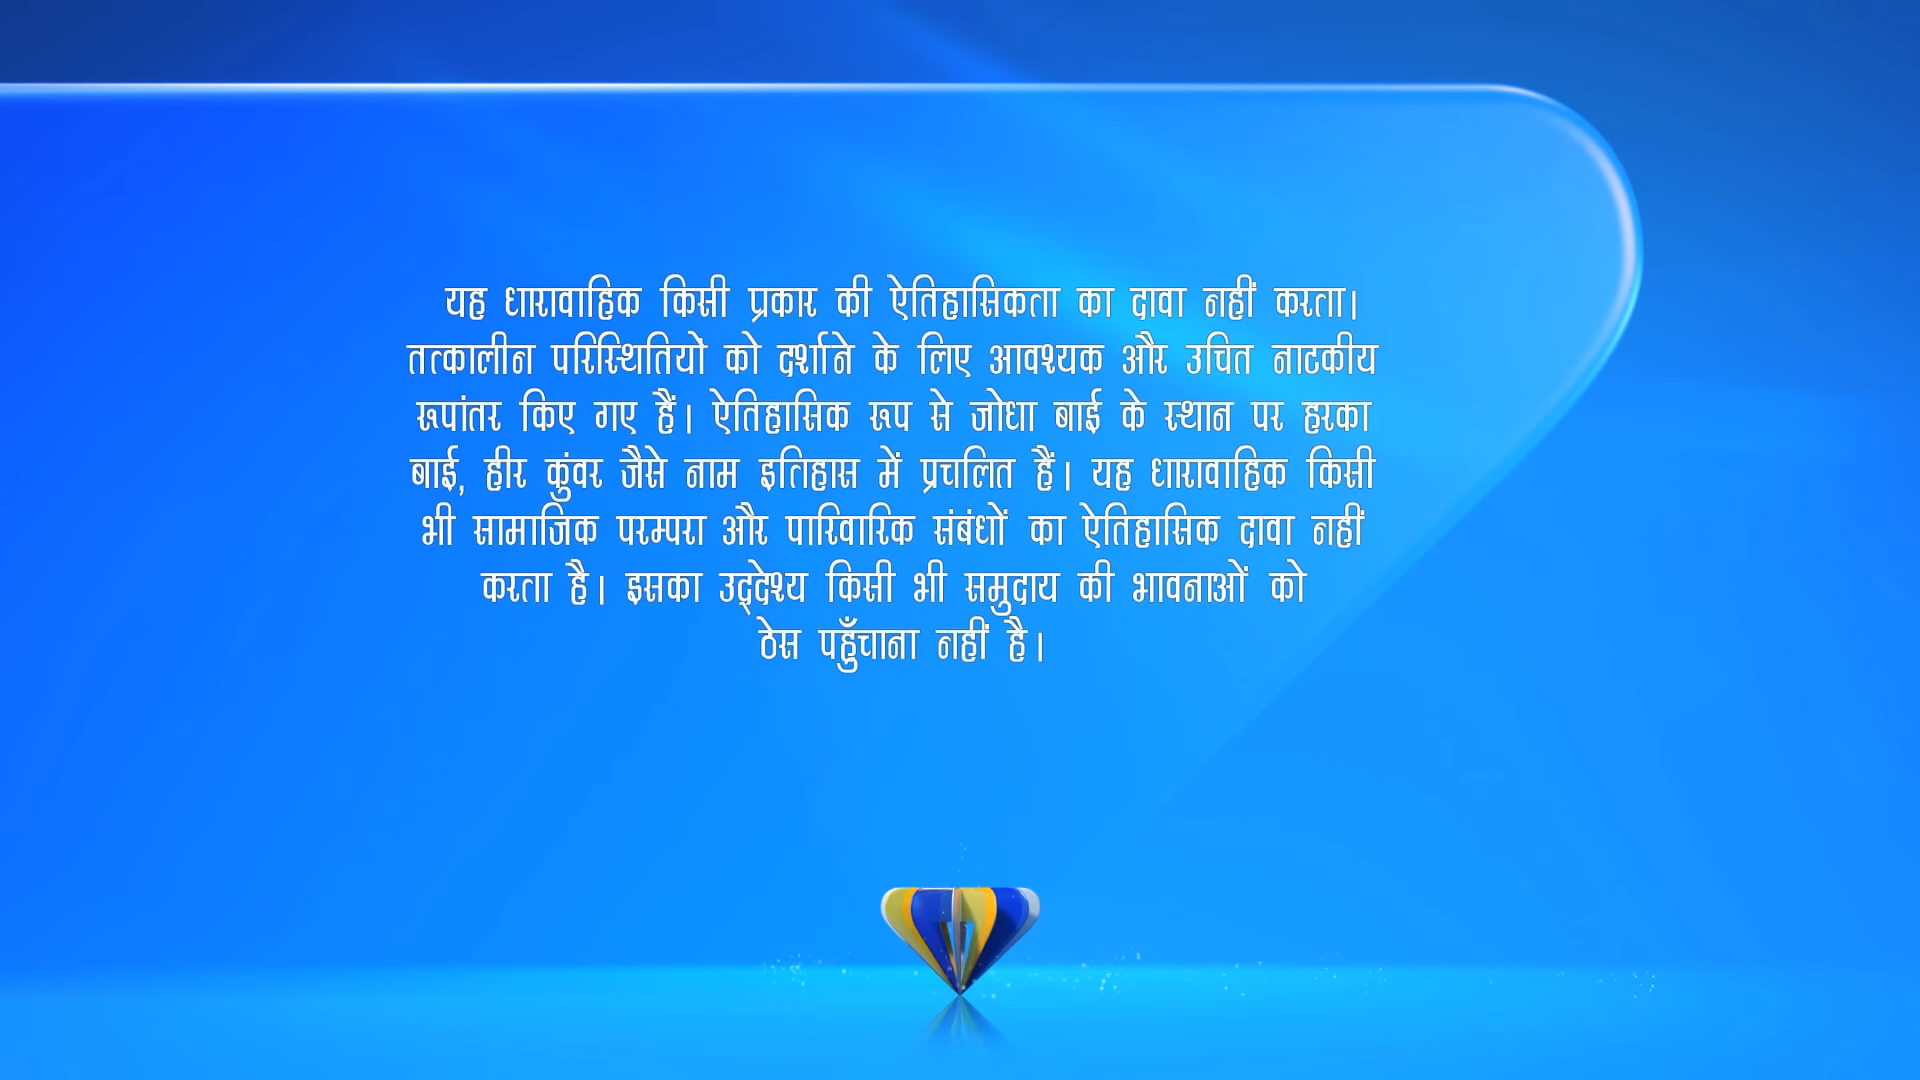 यह धारावाहिक किसी प्रकार की ऐतिहासिकता का दावा नहीं करता।
तत्कालीन परिस्थितियों को दर्शाने के लिए आवश्यक और उचित नाटकीय
रूपांतर किए गए हैं। ऐतिहासिक रूप से जोधा बाई के स्थान पर हरका
बाई, हीर कुंवर जैसे नाम इतिहास में प्रचलित हैं। यह धारावाहिक किसी
भी सामाजिक परम्परा और पारिवारिक संबंधों का ऐतिहासिक दावा नहीं
करता है। इसका उद्देश्य किसी भी समुदाय की भावनाओं को
ठेस पहुँचाना नहीं है।